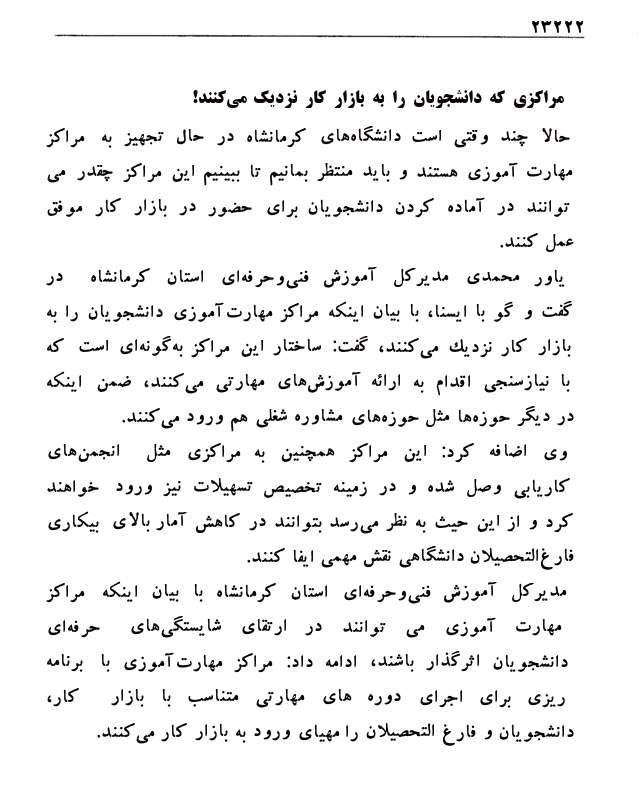 ۲۳۲۲۲
مراکزی که دانشجویان را به بازار کار نزدیک می‌کنند!
حالا چند وقتی است دانشگاه‌های کرمانشاه در حال تجهیز به مراکز
مهارت آموزی هستند و باید منتظر بمانیم تا ببینیم این مراکز چقدر می
توانند در آماده کردن دانشجویان برای حضور در بازار کار موفق
عمل کنند.
یاور محمدی مدیرکل آموزش فنی‌وحرفه‌ای استان کرمانشاه در
گفت و گو با ایسنا، با بیان اینکه مراکز مهارت‌آموزی دانشجویان را به
بازار کار نزدیك می‌کنند، گفت: ساختار این مراکز به‌گونه‌ای است که
با نیازسنجی اقدام به ارائه آموزش‌های مهارتی می‌کنند، ضمن اینکه
در دیگر حوزه‌ها مثل حوزه‌های مشاوره شغلی هم ورود می‌کنند.
وی اضافه کرد: این مراکز همچنین به مراکزی مثل انجمن‌های
کاریابی وصل شده و در زمینه تخصیص تسهیلات نیز ورود خواهند
کرد و از این حیث به نظر می‌رسد بتوانند در کاهش آمار بالای بیکاری
فارغ‌التحصیلان دانشگاهی نقش مهمی ایفا کنند.
مدیرکل آموزش فنی‌وحرفه‌ای استان کرمانشاه با بیان اینکه مراکز
مهارت آموزی می توانند در ارتقای شایستگی‌های حرفه‌ای
دانشجویان اثرگذار باشند، ادامه داد: مراکز مهارت‌آموزی با برنامه
ریزی برای اجرای دوره های مهارتی متناسب با بازار کار،
دانشجویان و فارغ التحصیلان را مهیای ورود به بازار کار می‌کنند.